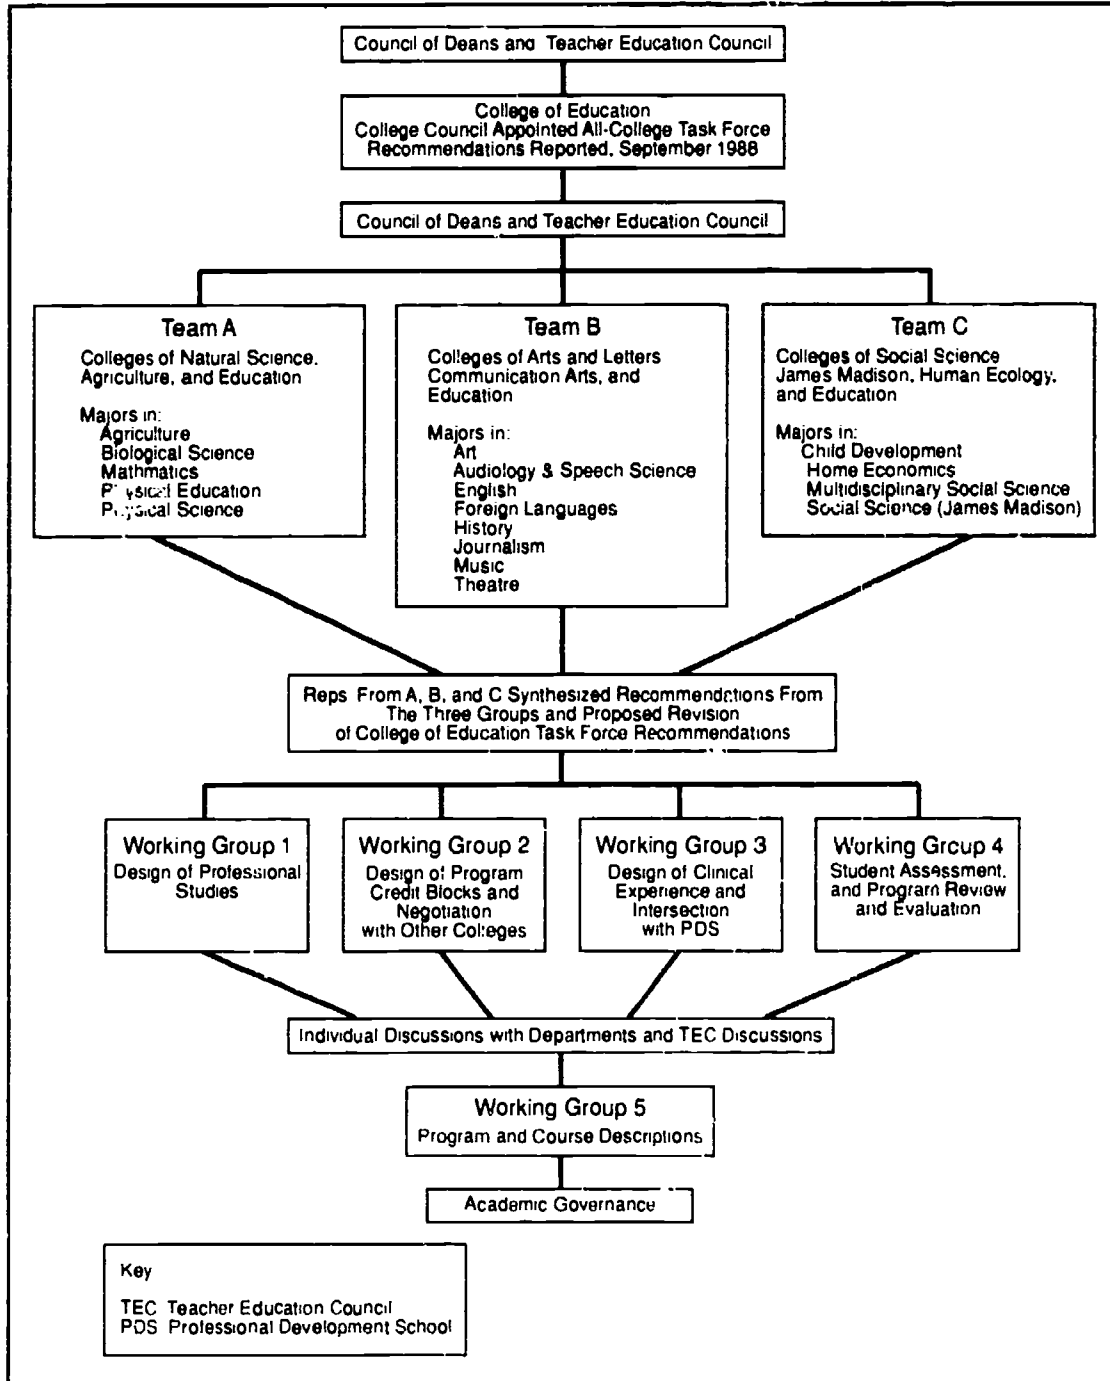 Council of Deans and Teacher Education Council
College of Education
College Council Appointed All-College Task Force
Recommendations Reported, September 1988
Council of Deans and Teacher Education Council
Team A
Colleges of Natural Science,
Agriculture, and Education
Majors in:
Agriculture
Biological Science
Mathmatics
Physical Education
Physical Science
Team B
Colleges of Arts and Letters
Communication Arts, and
Education
Majors in:
Art
Audiology & Speech Science
English
Foreign Languages
History
Journalism
Music
Theatre
Team C
Colleges of Social Science
James Madison, Human Ecology,
and Education
Majors in:
Child Development
Home Economics
Multidisciplinary Social Science
Social Science (James Madison)
Reps From A, B, and C Synthesized Recommendations From
The Three Groups and Proposed Revision
of College of Education Task Force Recommendations
Working Group 1
Design of Professional
Studies
Working Group 2
Design of Program
Credit Blocks and
Negotiation
with Other Colleges
Working Group 3
Design of Clinical
Experience and
Intersection
with PDS
Working Group 4
Student Assessment,
and Program Review
and Evaluation
Individual Discussions with Departments and TEC Discussions
Working Group 5
Program and Course Descriptions
Academic Governance
Key
TEC Teacher Education Council
PDS Professional Development School